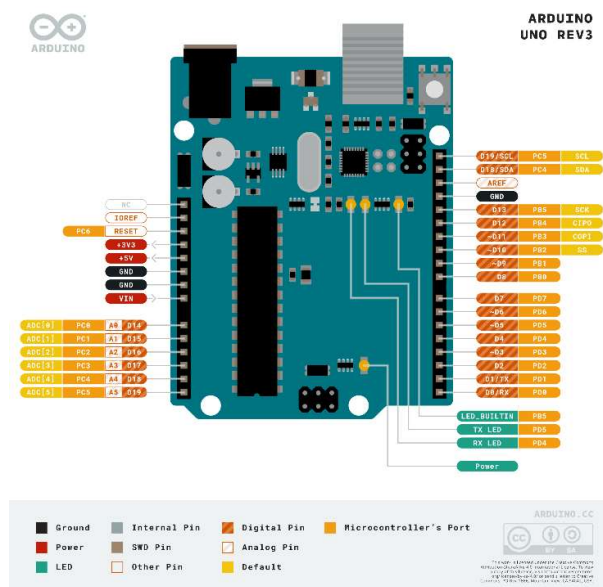 ARDUINO
ARDUINO
UNO REV3
NC
IOREF
PC6 RESET
+3V3
+5V
GND
GND
VIN
ADC[0] PC0 A0 D14
ADC[1] PC1 A1 D15
ADC[2] PC2 A2 D16
ADC[3] PC3 A3 D17
ADC[4] PC4 A4 D18
ADC[5] PC5 A5 D19
D19/SCL PC5 SCL
D18/SDA PC4 SDA
AREF
GND
D13 PB5 SCK
D12 PB4 CIPO
~D11 PB3 COPI
~D10 PB2 SS
~D9 PB1
D8 PB0
D7 PD7
~D6 PD6
~D5 PD5
D4 PD4
~D3 PD3
D2 PD2
D1/TX PD1
D0/RX PD0
LED_BUILTIN PB5
TX LED PD5
RX LED PD4
Power
Ground Internal Pin Digital Pin Microcontroller's Port
Power SWD Pin Analog Pin
LED Other Pin Default
ARDUINO.CC
CC
BY SA